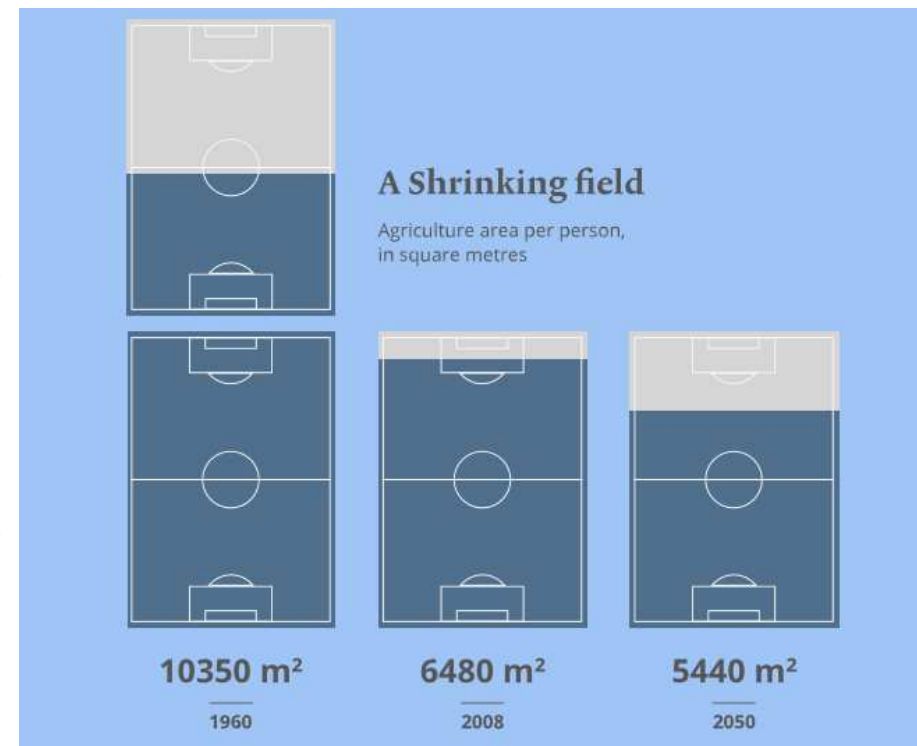 A Shrinking field
Agriculture area per person,
in square metres
10350 m²
6480 m²
5440 m²
1960
2008
2050